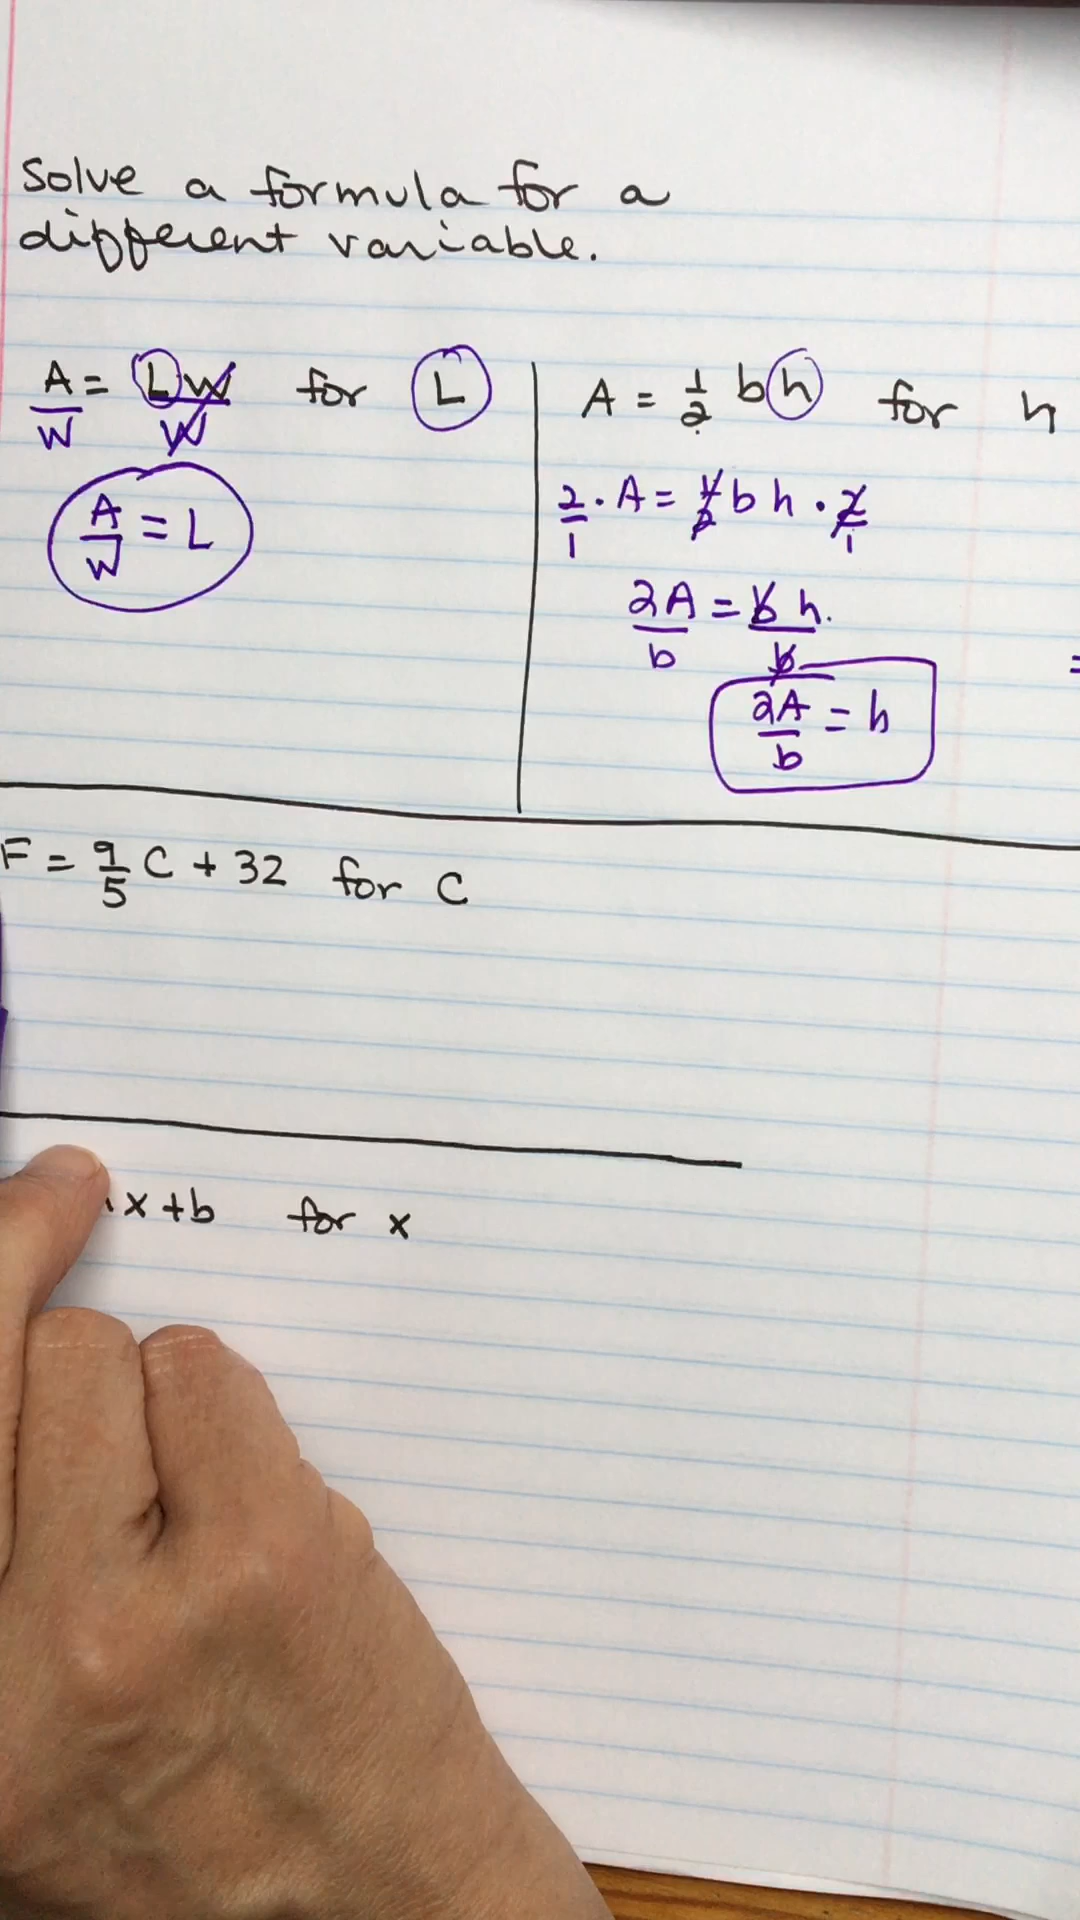 Solve a formula for a
different variable.
A = LW for L
W W
A/W = L
A = 1/2 bh for h
2/1 · A = 1/2 bh · 2/1
2A = bh.
b b
2A/b = h
F = 9/5 C + 32 for C
x + b for x